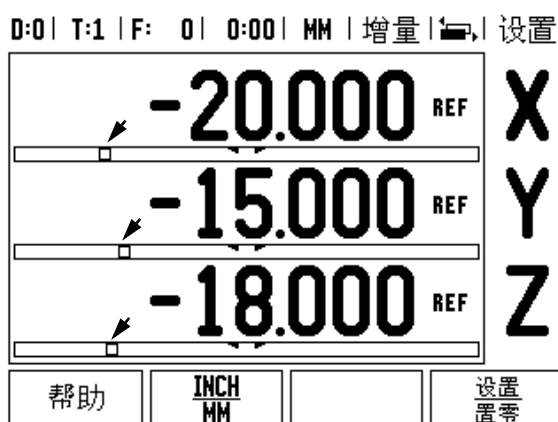 D:0| T:1 |F: 0| 0:00| MM |增量| | 设置
-20.000 REF X
-15.000 REF Y
-18.000 REF Z
帮助 INCH 设置
MM 置零